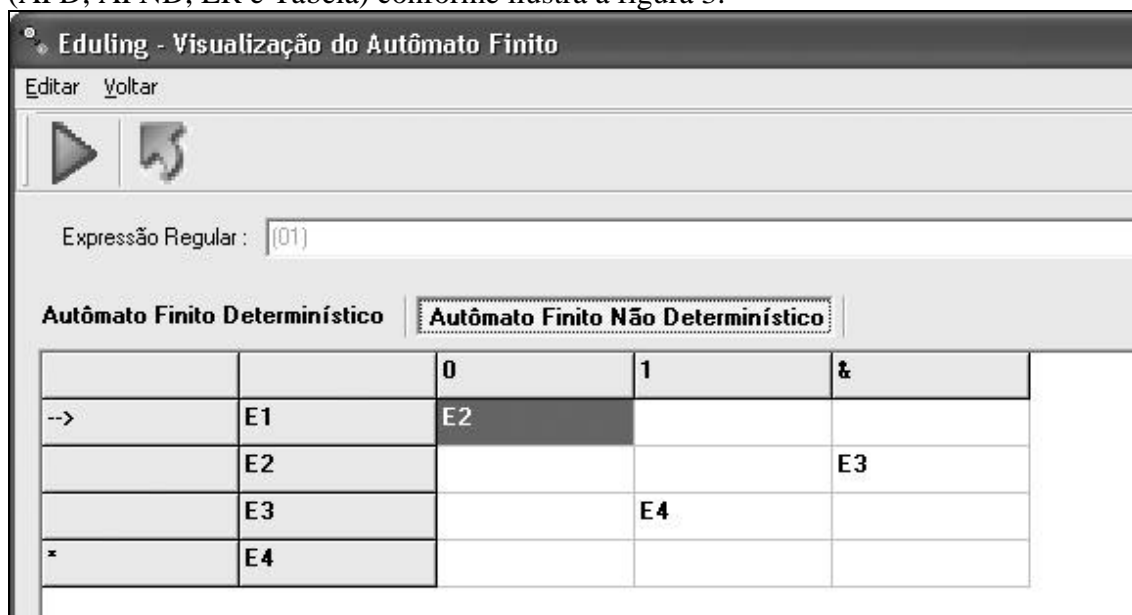 (AFD, AFND, ER e Tabela) conforme ilustra a figura 3.
Eduling - Visualização do Autômato Finito
Editar Voltar
Expressão Regular : (01)
Autômato Finito Determinístico Autômato Finito Não Determinístico
0 1 &
--> E1 E2
E2 E3
E3 E4
* E4